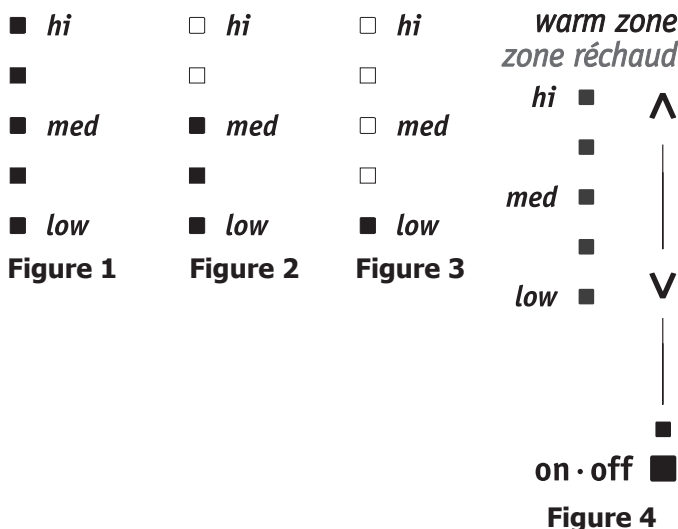 hi
med
low
Figure 1
hi
med
low
Figure 2
hi
med
low
Figure 3
warm zone
zone réchaud
hi
med
low
on · off
Figure 4